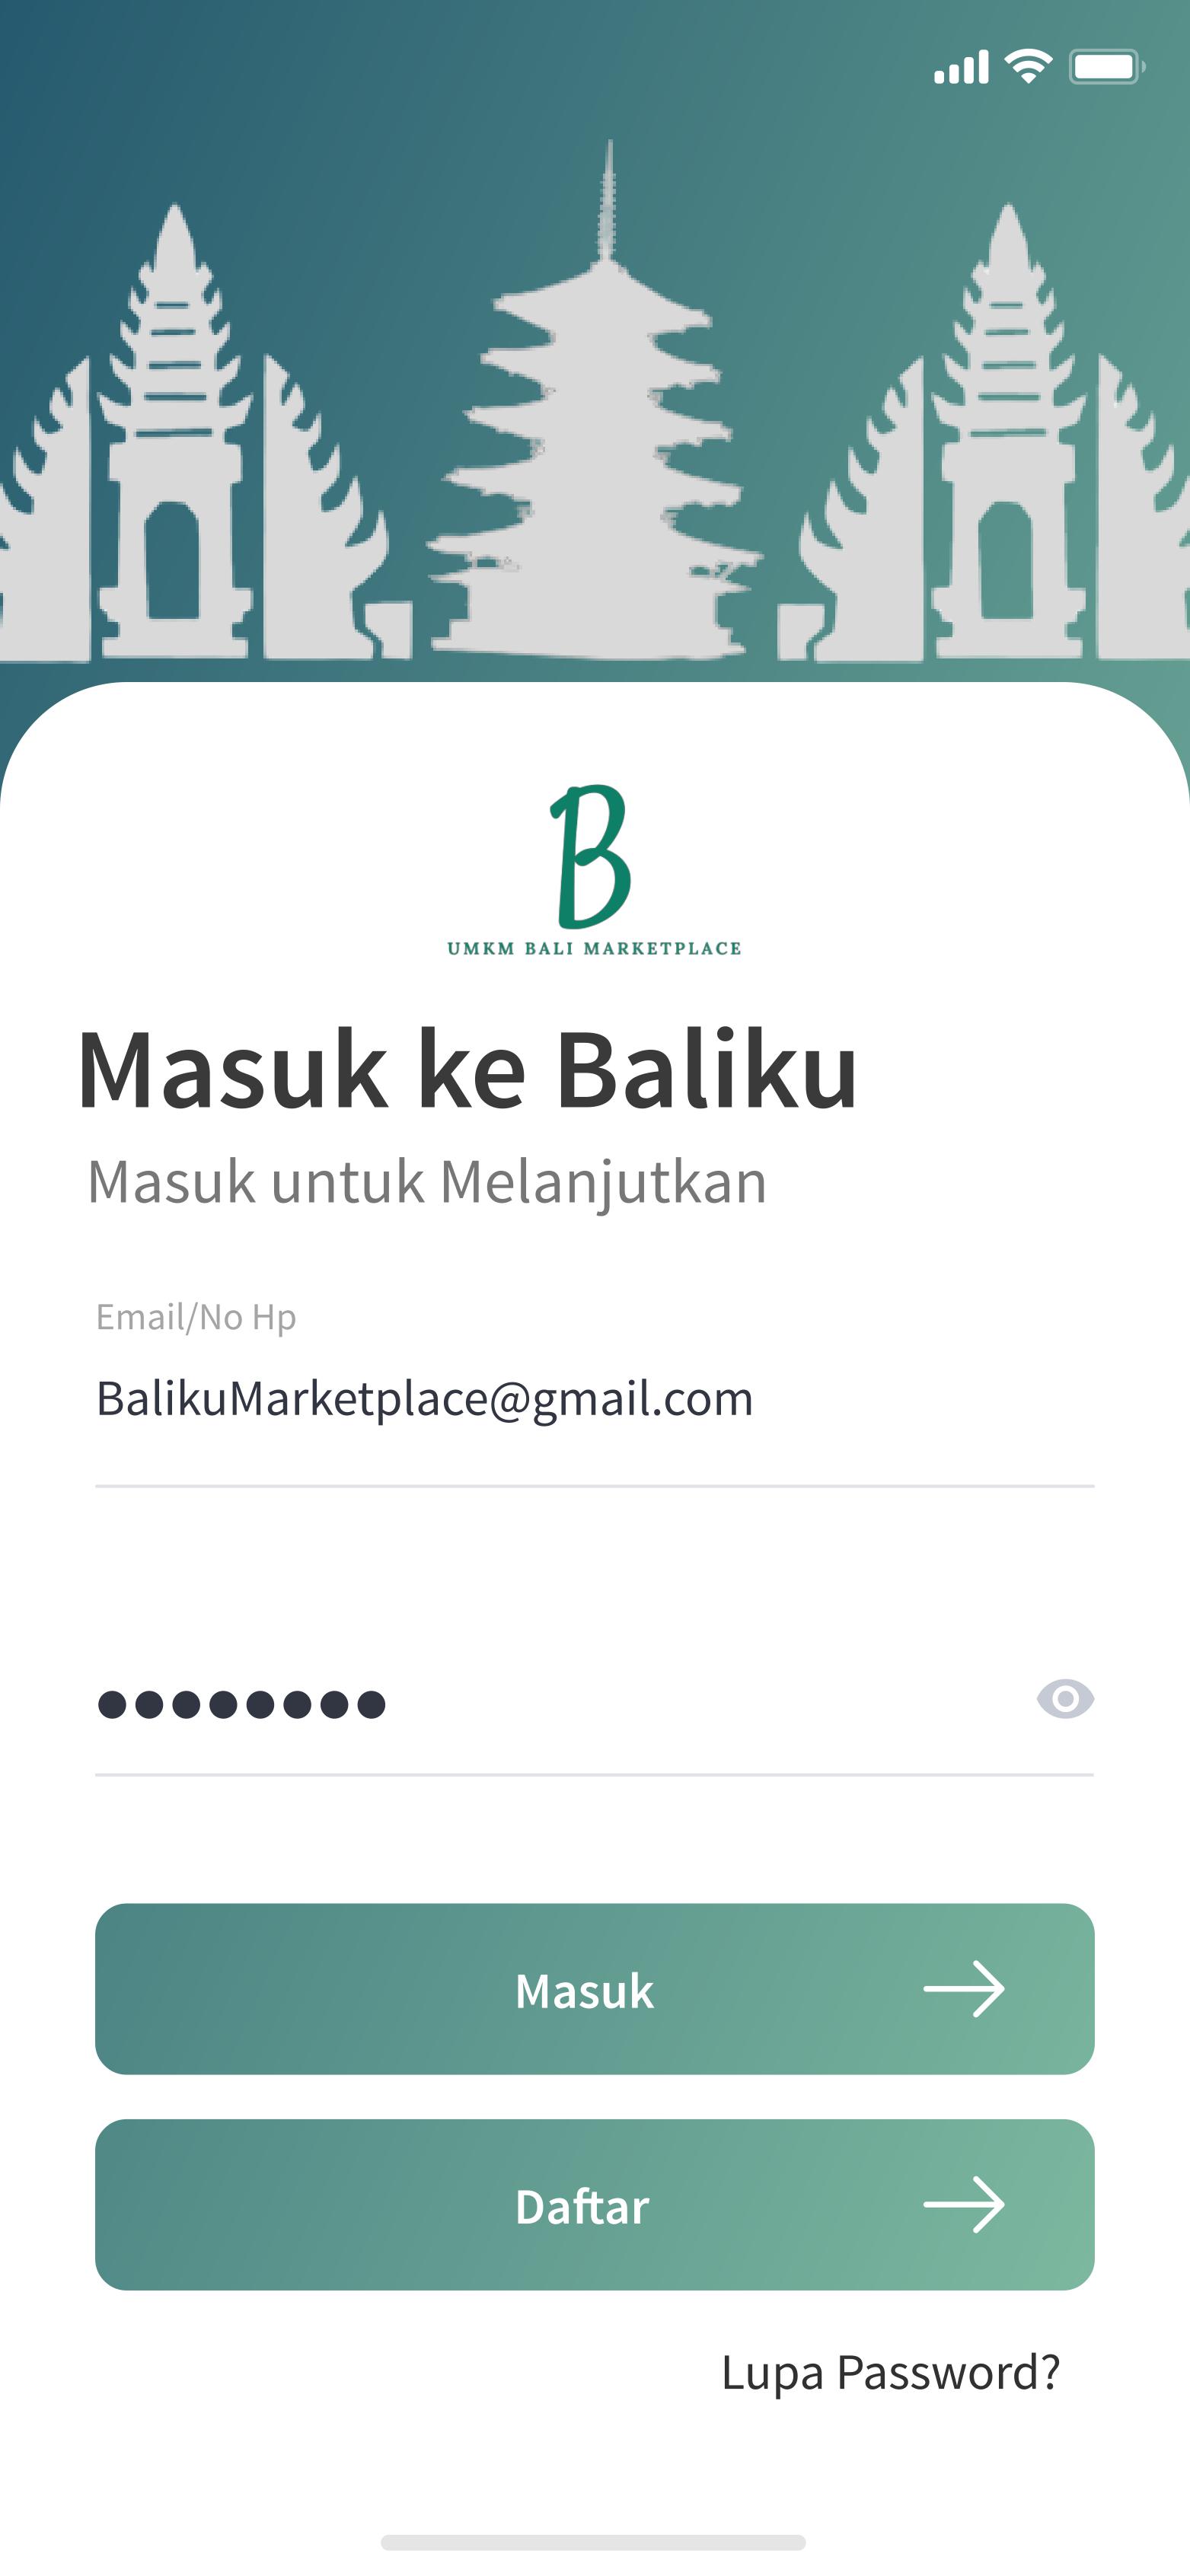 B
UMKM BALI MARKETPLACE
Masuk ke Baliku
Masuk untuk Melanjutkan
Email/No Hp
BalikuMarketplace@gmail.com
●●●●●●●●
Masuk
Daftar
Lupa Password?